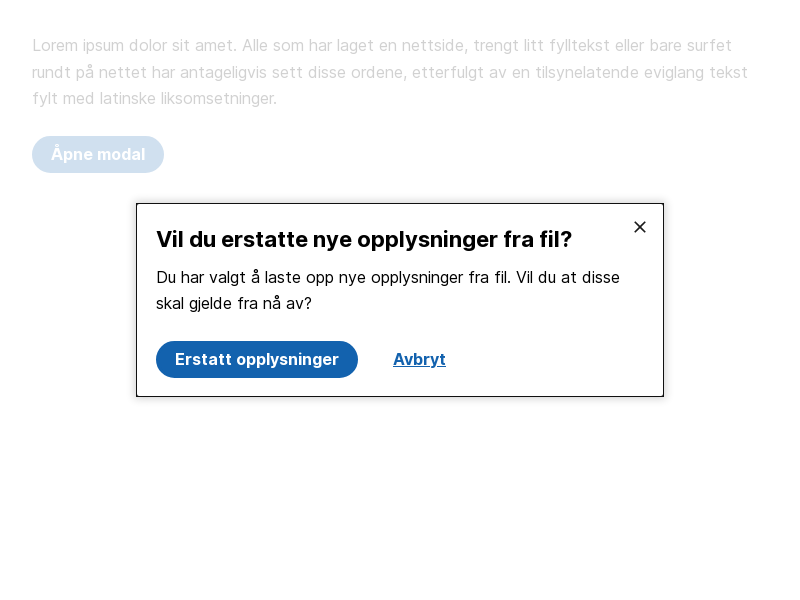 Lorem ipsum dolor sit amet. Alle som har laget en nettside, trengt litt fylltekst eller bare surfet
rundt på nettet har antageligvis sett disse ordene, etterfulgt av en tilsynelatende eviglang tekst
fylt med latinske liksomsetninger.
Åpne modal
Vil du erstatte nye opplysninger fra fil?
Du har valgt å laste opp nye opplysninger fra fil. Vil du at disse
skal gjelde fra nå av?
Erstatt opplysninger
Avbryt